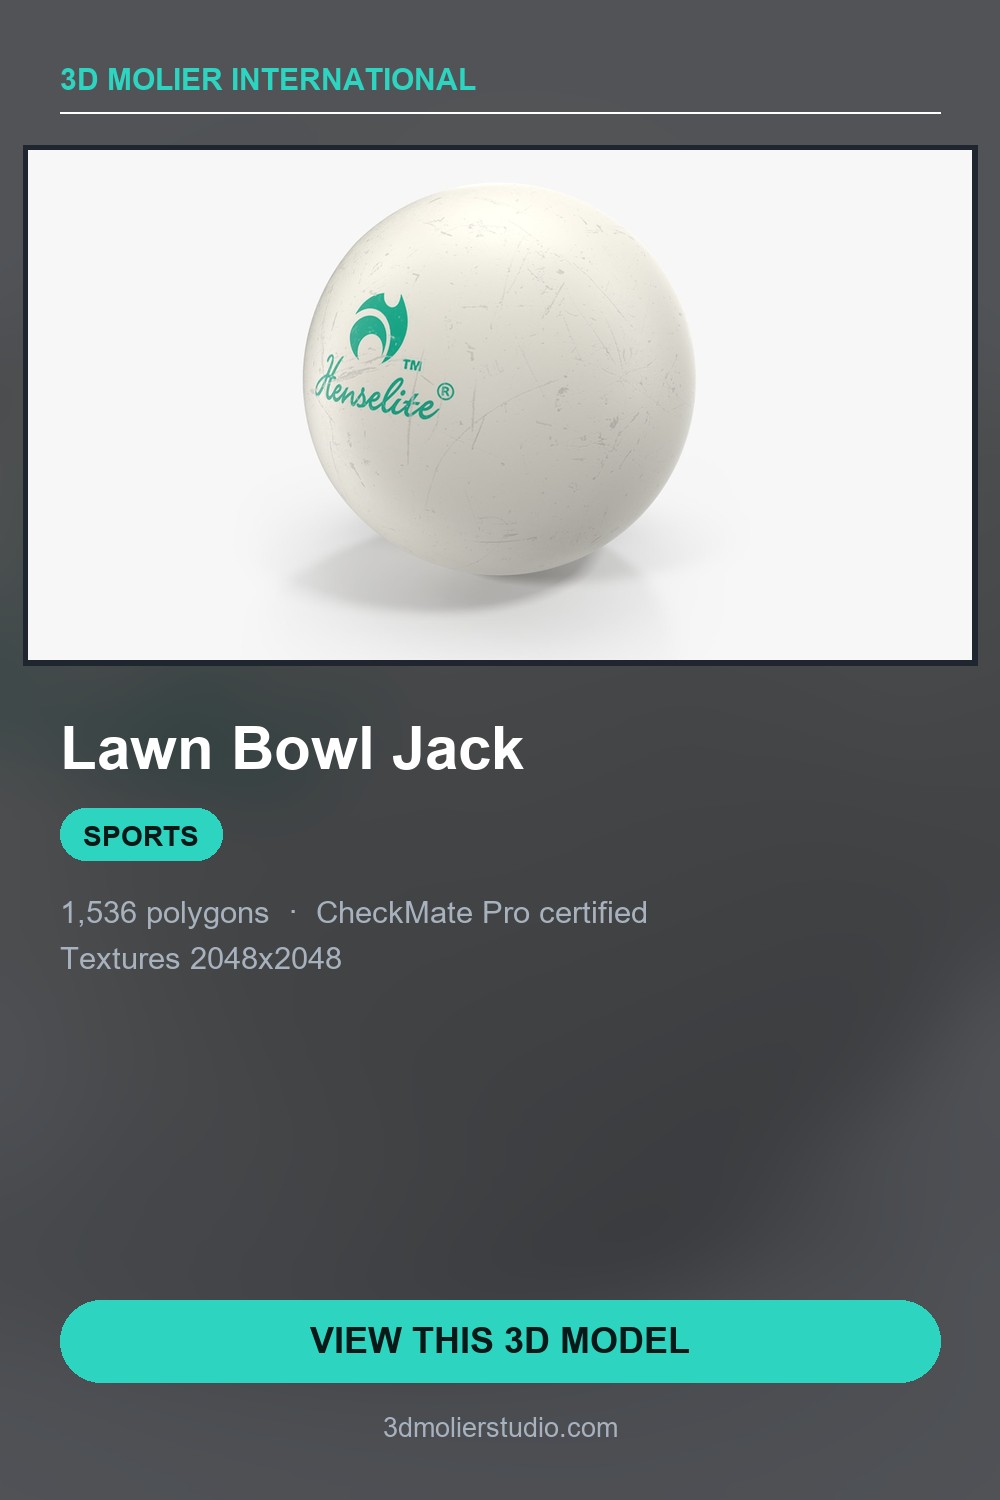 3D MOLIER INTERNATIONAL
TM
Henselite®
Lawn Bowl Jack
SPORTS
1,536 polygons · CheckMate Pro certified
Textures 2048x2048
VIEW THIS 3D MODEL
3dmolierstudio.com